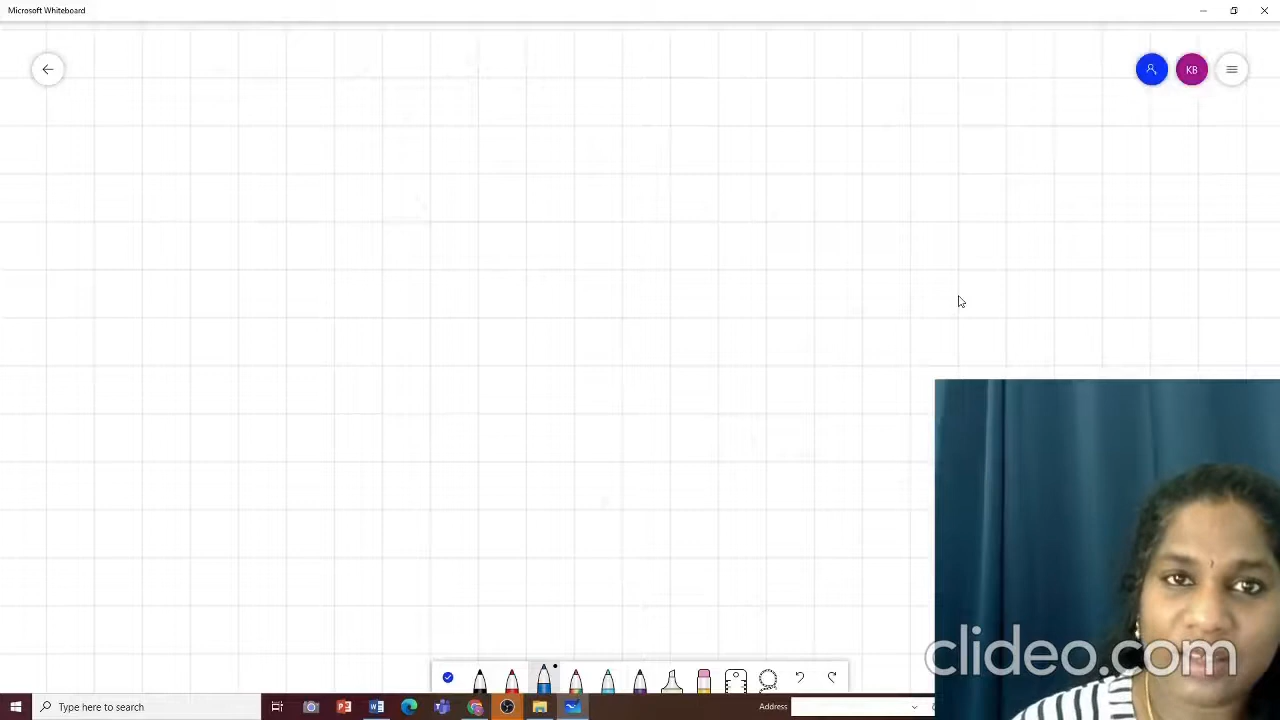 Microsoft Whiteboard
KB
clideo.com
Type here to search
Address